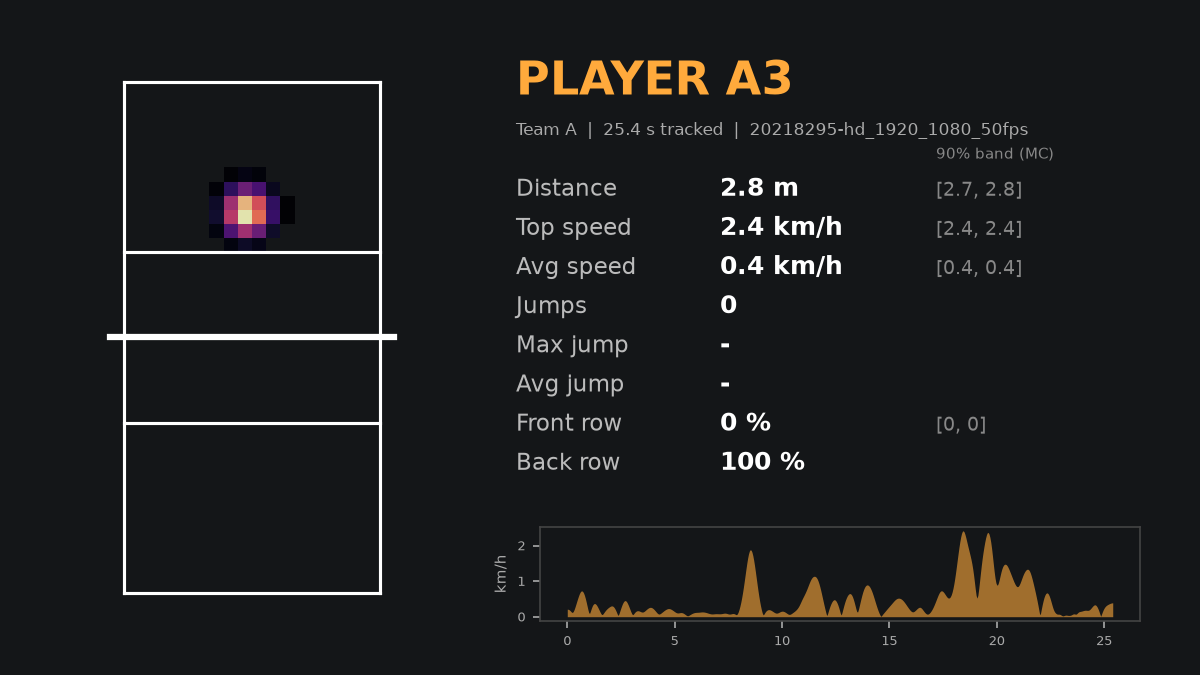 PLAYER A3
Team A | 25.4 s tracked | 20218295-hd_1920_1080_50fps
90% band (MC)
Distance 2.8 m [2.7, 2.8]
Top speed 2.4 km/h [2.4, 2.4]
Avg speed 0.4 km/h [0.4, 0.4]
Jumps 0
Max jump -
Avg jump -
Front row 0 % [0, 0]
Back row 100 %
km/h
2
1
0
0 5 10 15 20 25